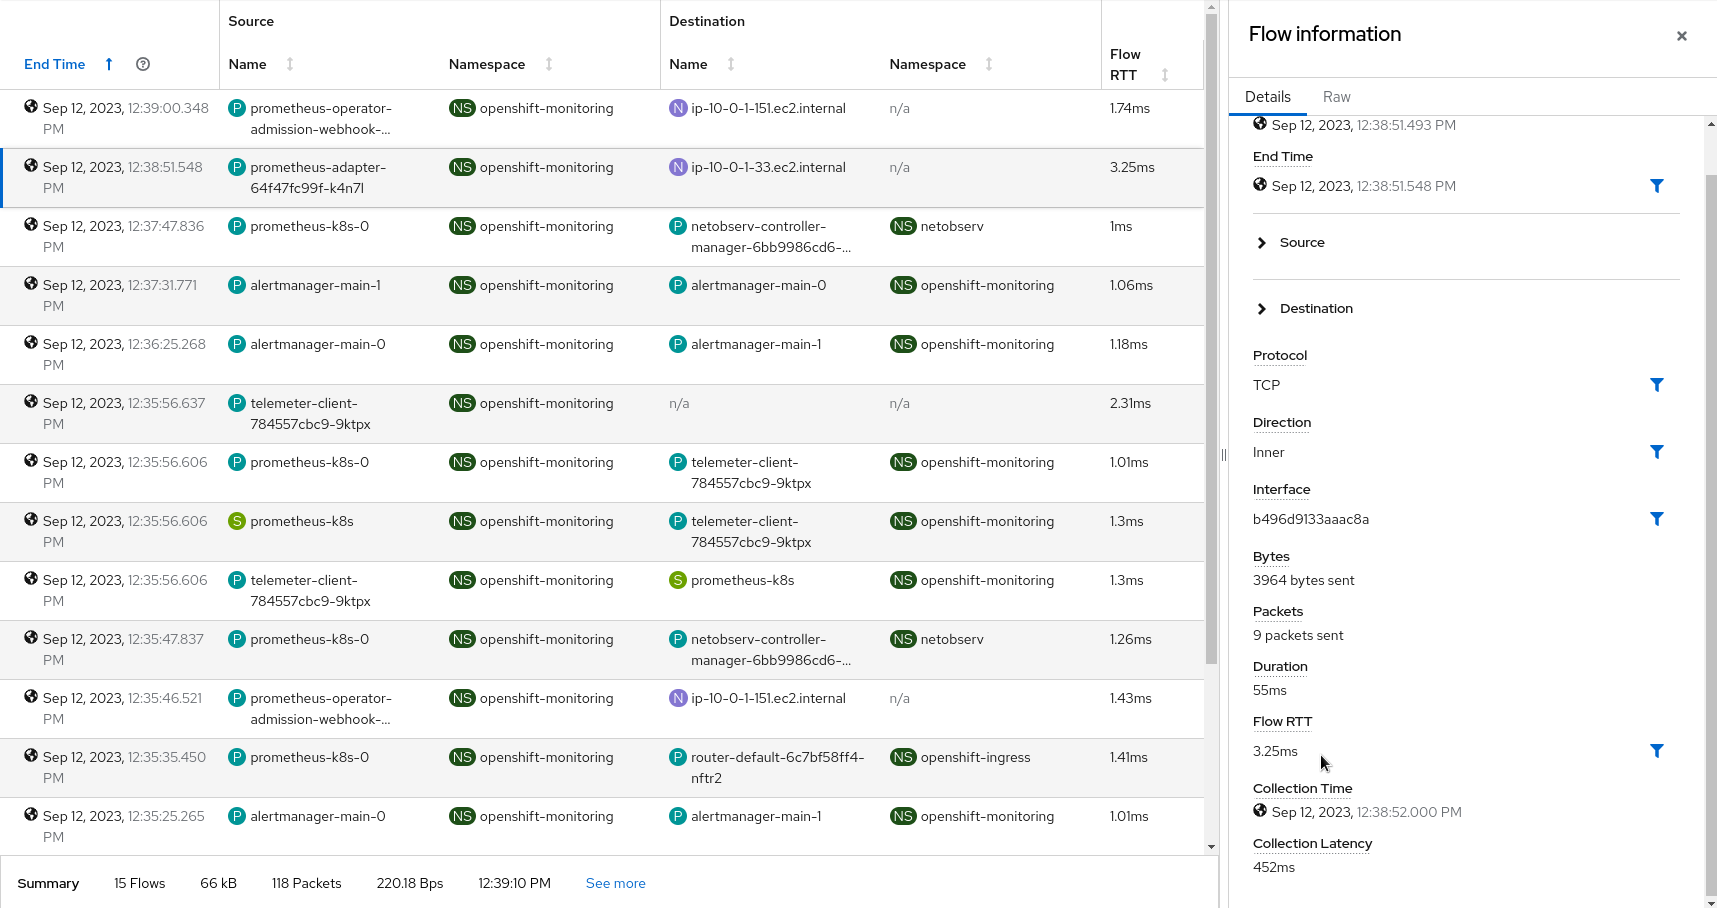 Source
Destination
End Time
Name
Namespace
Name
Namespace
Flow
RTT
Sep 12, 2023, 12:39:00.348
PM
P prometheus-operator-
admission-webhook-...
NS openshift-monitoring
N ip-10-0-1-151.ec2.internal
n/a
1.74ms
Sep 12, 2023, 12:38:51.548
PM
P prometheus-adapter-
64f47fc99f-k4n7l
NS openshift-monitoring
N ip-10-0-1-33.ec2.internal
n/a
3.25ms
Sep 12, 2023, 12:37:47.836
PM
P prometheus-k8s-0
NS openshift-monitoring
P netobserv-controller-
manager-6bb9986cd6-...
NS netobserv
1ms
Sep 12, 2023, 12:37:31.771
PM
P alertmanager-main-1
NS openshift-monitoring
P alertmanager-main-0
NS openshift-monitoring
1.06ms
Sep 12, 2023, 12:36:25.268
PM
P alertmanager-main-0
NS openshift-monitoring
P alertmanager-main-1
NS openshift-monitoring
1.18ms
Sep 12, 2023, 12:35:56.637
PM
P telemeter-client-
784557cbc9-9ktpx
NS openshift-monitoring
n/a
n/a
2.31ms
Sep 12, 2023, 12:35:56.606
PM
P prometheus-k8s-0
NS openshift-monitoring
P telemeter-client-
784557cbc9-9ktpx
NS openshift-monitoring
1.01ms
Sep 12, 2023, 12:35:56.606
PM
S prometheus-k8s
NS openshift-monitoring
P telemeter-client-
784557cbc9-9ktpx
NS openshift-monitoring
1.3ms
Sep 12, 2023, 12:35:56.606
PM
P telemeter-client-
784557cbc9-9ktpx
NS openshift-monitoring
S prometheus-k8s
NS openshift-monitoring
1.3ms
Sep 12, 2023, 12:35:47.837
PM
P prometheus-k8s-0
NS openshift-monitoring
P netobserv-controller-
manager-6bb9986cd6-...
NS netobserv
1.26ms
Sep 12, 2023, 12:35:46.521
PM
P prometheus-operator-
admission-webhook-...
NS openshift-monitoring
N ip-10-0-1-151.ec2.internal
n/a
1.43ms
Sep 12, 2023, 12:35:35.450
PM
P prometheus-k8s-0
NS openshift-monitoring
P router-default-6c7bf58ff4-
nftr2
NS openshift-ingress
1.41ms
Sep 12, 2023, 12:35:25.265
PM
P alertmanager-main-0
NS openshift-monitoring
P alertmanager-main-1
NS openshift-monitoring
1.01ms
Summary
15 Flows
66 kB
118 Packets
220.18 Bps
12:39:10 PM
See more
Flow information
Details
Raw
Sep 12, 2023, 12:38:51.493 PM
End Time
Sep 12, 2023, 12:38:51.548 PM
Source
Destination
Protocol
TCP
Direction
Inner
Interface
b496d9133aaac8a
Bytes
3964 bytes sent
Packets
9 packets sent
Duration
55ms
Flow RTT
3.25ms
Collection Time
Sep 12, 2023, 12:38:52.000 PM
Collection Latency
452ms